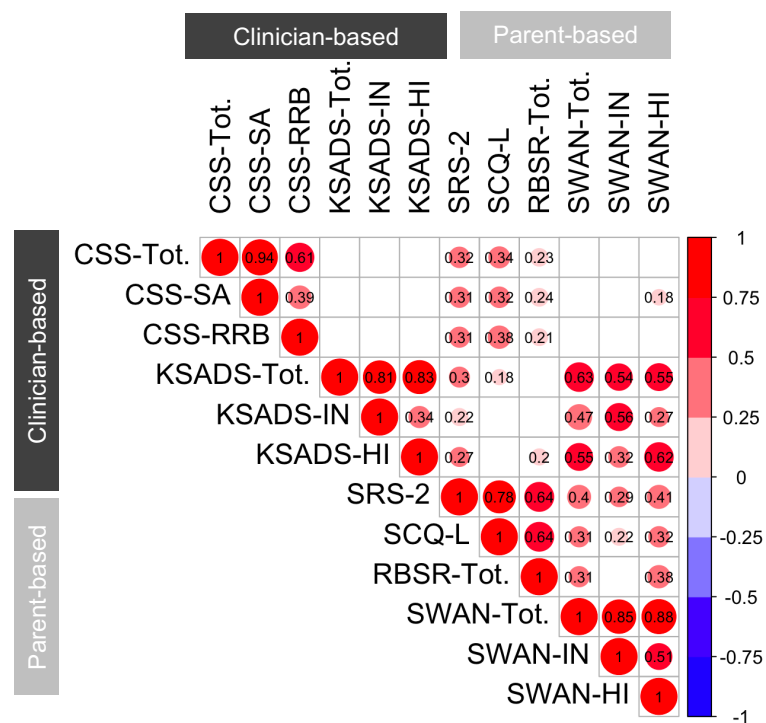 Clinician-based Parent-based
CSS-Tot. CSS-SA CSS-RRB KSADS-Tot. KSADS-IN KSADS-HI SRS-2 SCQ-L RBSR-Tot. SWAN-Tot. SWAN-IN SWAN-HI
Clinician-based
Parent-based
CSS-Tot. 1 0.94 0.61 0.32 0.34 0.23
CSS-SA 1 0.39 0.31 0.32 0.24 0.18
CSS-RRB 1 0.31 0.38 0.21
KSADS-Tot. 1 0.81 0.83 0.3 0.18 0.63 0.54 0.55
KSADS-IN 1 0.34 0.22 0.47 0.56 0.27
KSADS-HI 1 0.27 0.2 0.55 0.32 0.62
SRS-2 1 0.78 0.64 0.4 0.29 0.41
SCQ-L 1 0.64 0.31 0.22 0.32
RBSR-Tot. 1 0.31 0.38
SWAN-Tot. 1 0.85 0.88
SWAN-IN 1 0.51
SWAN-HI 1
1
0.75
0.5
0.25
0
-0.25
-0.5
-0.75
-1